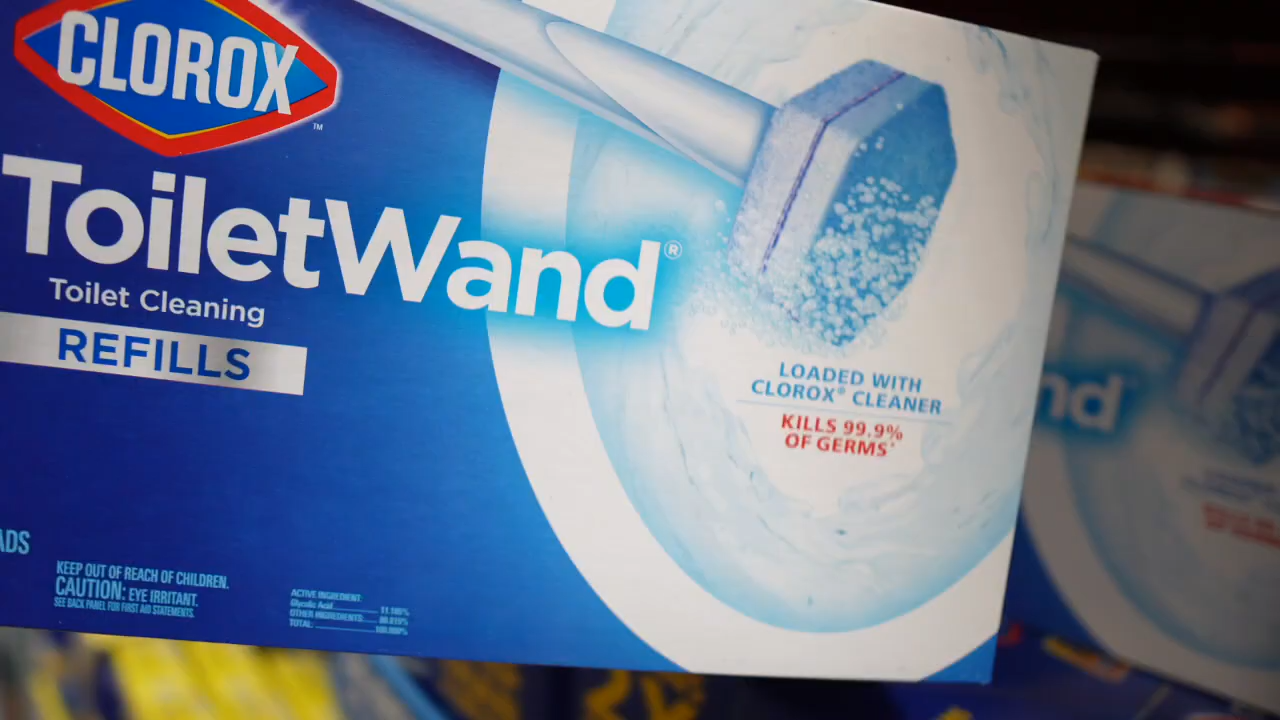 CLOROX™
ToiletWand®
Toilet Cleaning
REFILLS
LOADED WITH
CLOROX® CLEANER
KILLS 99.9%
OF GERMS*
ADS
KEEP OUT OF REACH OF CHILDREN.
CAUTION: EYE IRRITANT.
SEE BACK PANEL FOR FIRST AID STATEMENTS.
ACTIVE INGREDIENT:
Glycolic Acid
OTHER INGREDIENTS:
TOTAL:
nd